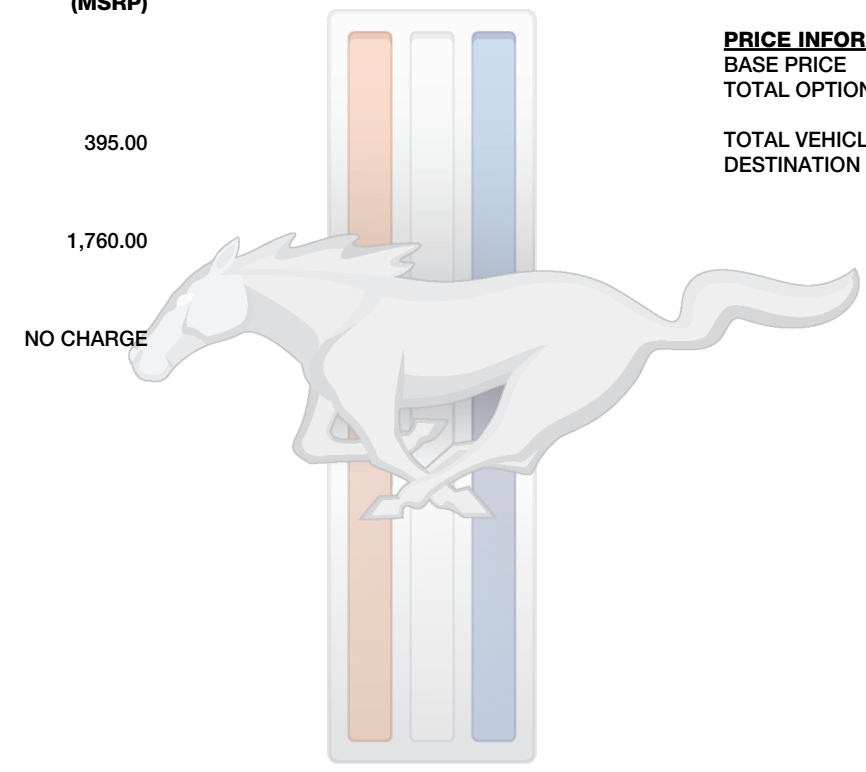 (MSRP)
395.00
1,760.00
NO CHARGE
PRICE INFOR
BASE PRICE
TOTAL OPTION
TOTAL VEHICL
DESTINATION